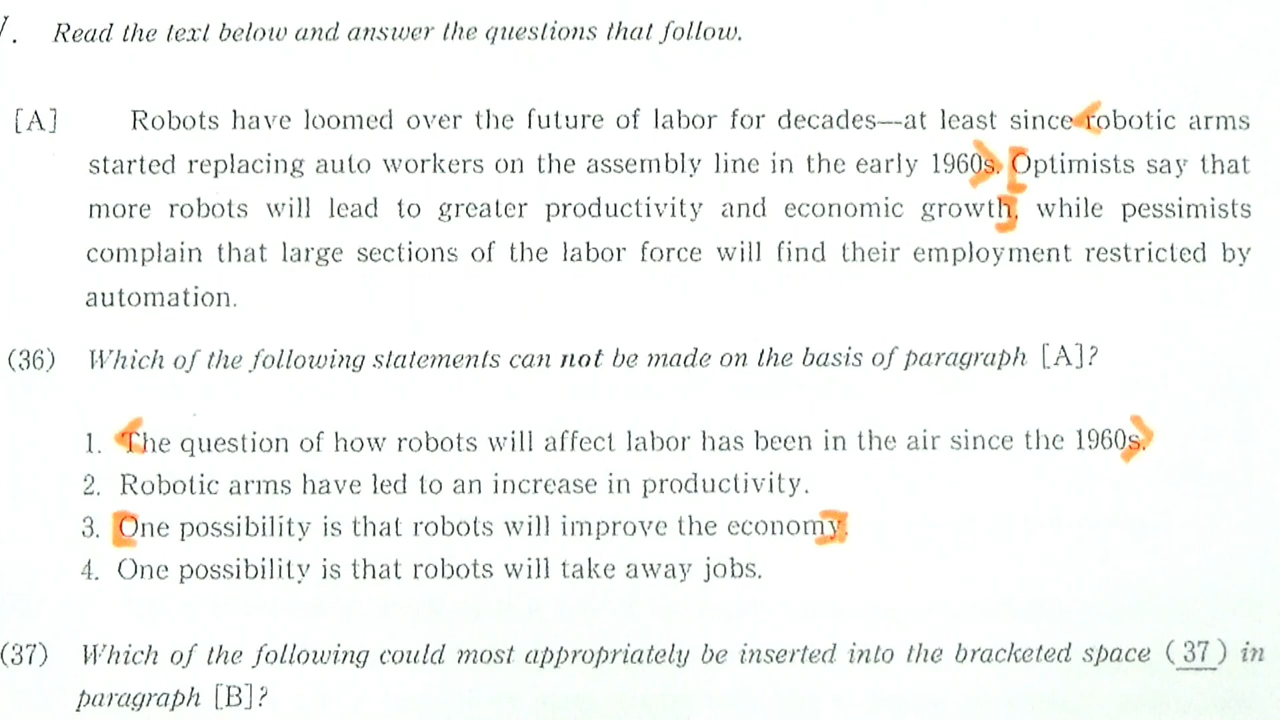 . Read the text below and answer the questions that follow.
[A] Robots have loomed over the future of labor for decades—at least since robotic arms
started replacing auto workers on the assembly line in the early 1960s. Optimists say that
more robots will lead to greater productivity and economic growth, while pessimists
complain that large sections of the labor force will find their employment restricted by
automation.
(36) Which of the following statements can not be made on the basis of paragraph [A]?
1. The question of how robots will affect labor has been in the air since the 1960s.
2. Robotic arms have led to an increase in productivity.
3. One possibility is that robots will improve the economy.
4. One possibility is that robots will take away jobs.
(37) Which of the following could most appropriately be inserted into the bracketed space ( 37 ) in
paragraph [B]?